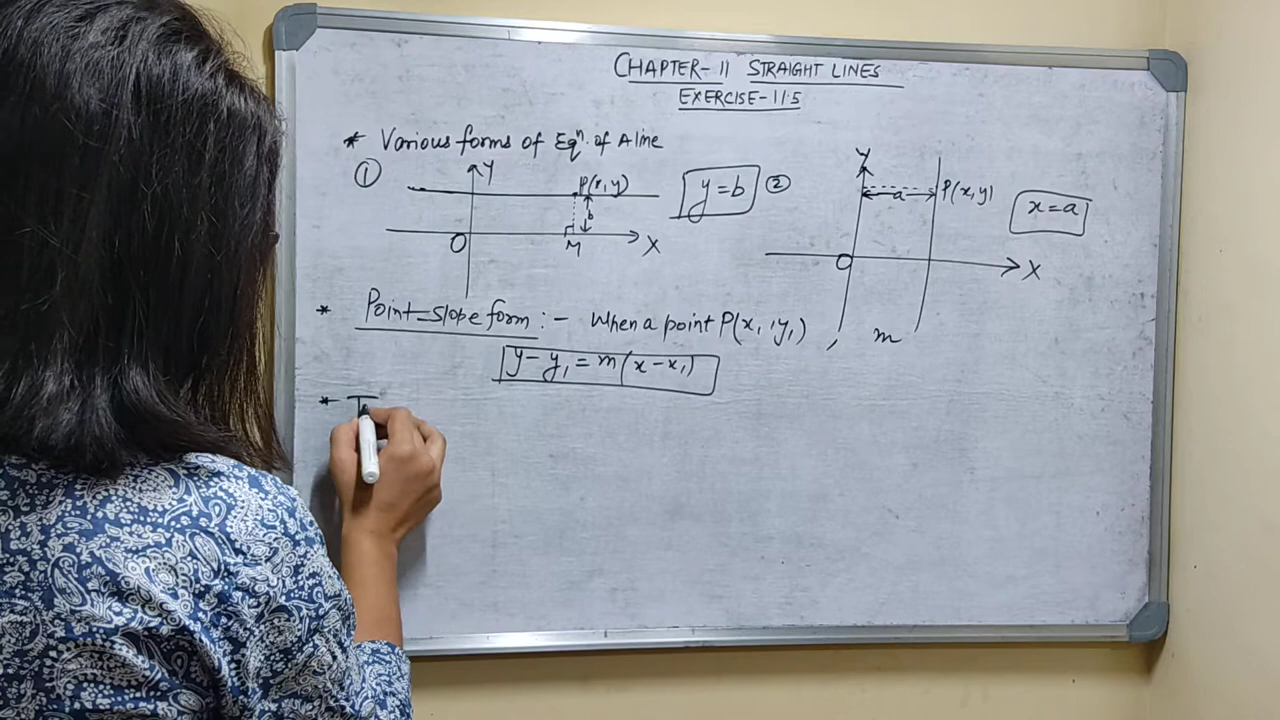 CHAPTER-11 STRAIGHT LINES
EXERCISE-11.5
* Various forms of Eqⁿ. of A line
①
Y
P(x, y)
b
O
M
X
y = b
②
Y
a
P(x, y)
O
X
x = a
* Point-slope form :- When a point P(x₁, y₁) , m
y - y₁ = m(x - x₁)
* T